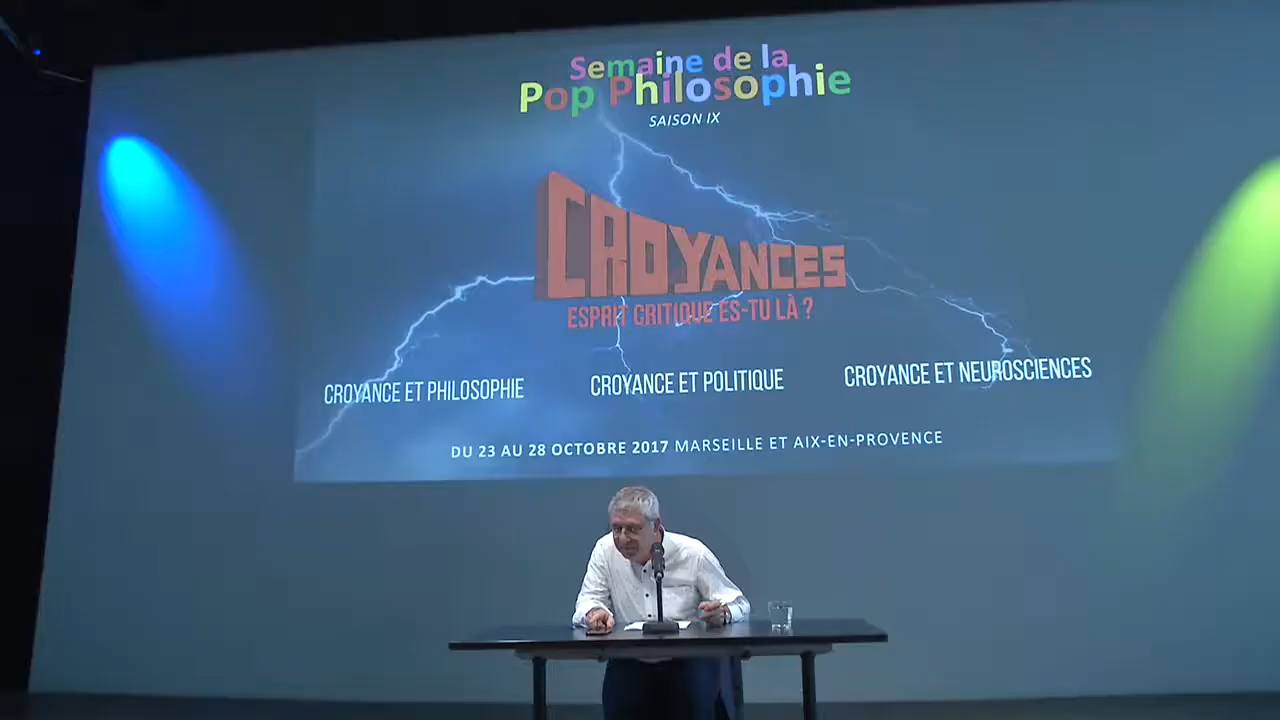 Semaine de la
Pop Philosophie
SAISON IX
CROYANCES
ESPRIT CRITIQUE ES-TU LÀ ?
CROYANCE ET PHILOSOPHIE
CROYANCE ET POLITIQUE
CROYANCE ET NEUROSCIENCES
DU 23 AU 28 OCTOBRE 2017 MARSEILLE ET AIX-EN-PROVENCE